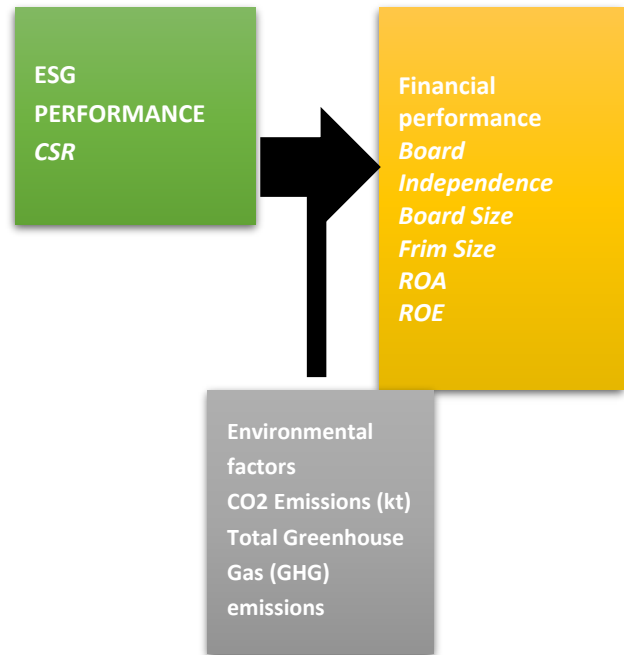 ESG
PERFORMANCE
CSR
Financial
performance
Board
Independence
Board Size
Frim Size
ROA
ROE
Environmental
factors
CO2 Emissions (kt)
Total Greenhouse
Gas (GHG)
emissions